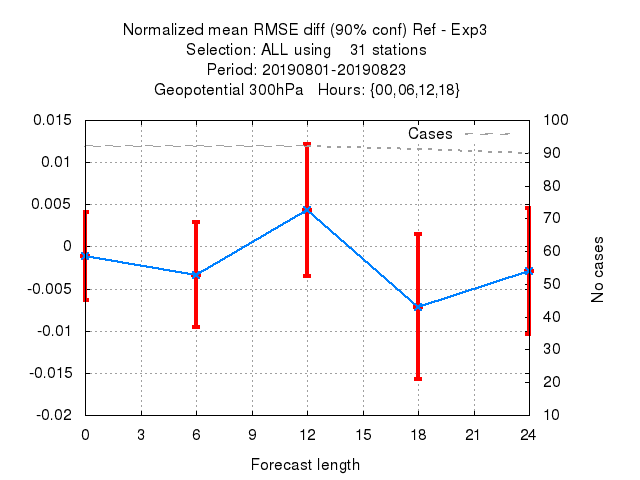 Normalized mean RMSE diff (90% conf) Ref - Exp3
Selection: ALL using    31 stations
Period: 20190801-20190823
Geopotential 300hPa   Hours: {00,06,12,18}
Cases
0.015
0.01
0.005
0
-0.005
-0.01
-0.015
-0.02
100
90
80
70
60
50
40
30
20
10
No cases
0 3 6 9 12 15 18 21 24
Forecast length